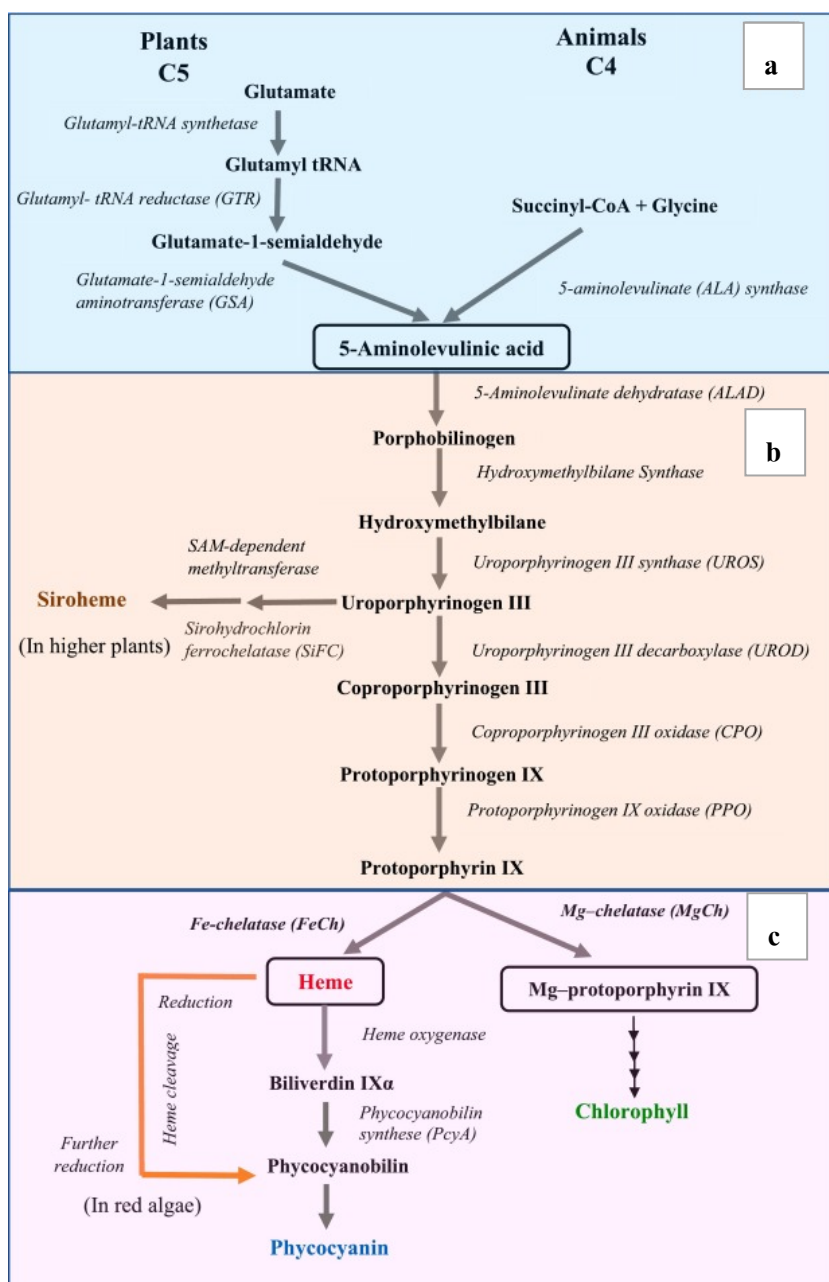 Plants
C5
Animals
C4
a
Glutamate
Glutamyl-tRNA synthetase
Glutamyl tRNA
Glutamyl- tRNA reductase (GTR)
Succinyl-CoA + Glycine
Glutamate-1-semialdehyde
Glutamate-1-semialdehyde
aminotransferase (GSA)
5-aminolevulinate (ALA) synthase
5-Aminolevulinic acid
5-Aminolevulinate dehydratase (ALAD)
Porphobilinogen
b
Hydroxymethylbilane Synthase
Hydroxymethylbilane
SAM-dependent
methyltransferase
Uroporphyrinogen III synthase (UROS)
Siroheme
Uroporphyrinogen III
(In higher plants)
Sirohydrochlorin
ferrochelatase (SiFC)
Uroporphyrinogen III decarboxylase (UROD)
Coproporphyrinogen III
Coproporphyrinogen III oxidase (CPO)
Protoporphyrinogen IX
Protoporphyrinogen IX oxidase (PPO)
Protoporphyrin IX
Fe-chelatase (FeCh)
Mg–chelatase (MgCh)
c
Heme
Mg–protoporphyrin IX
Reduction
Heme cleavage
Heme oxygenase
Biliverdin IXα
Phycocyanobilin
synthese (PcyA)
Chlorophyll
Further
reduction
Phycocyanobilin
(In red algae)
Phycocyanin